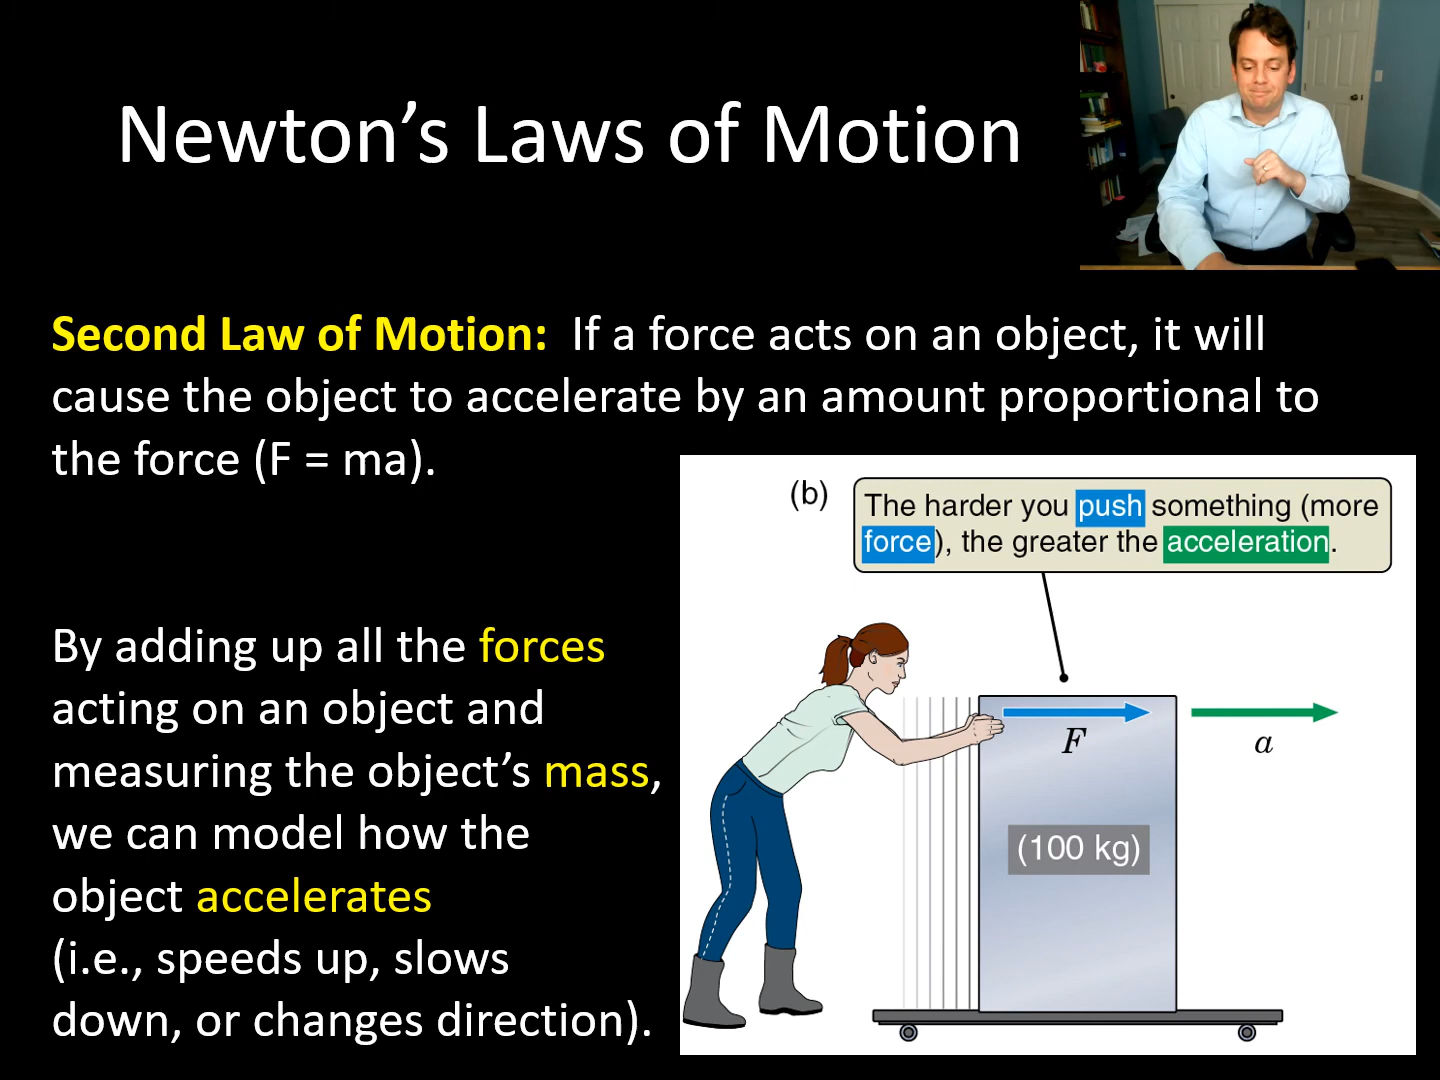 Newton’s Laws of Motion
Second Law of Motion:  If a force acts on an object, it will
cause the object to accelerate by an amount proportional to
the force (F = ma).
By adding up all the forces
acting on an object and
measuring the object’s mass,
we can model how the
object accelerates
(i.e., speeds up, slows
down, or changes direction).
(b)
The harder you push something (more
force), the greater the acceleration.
F
a
(100 kg)